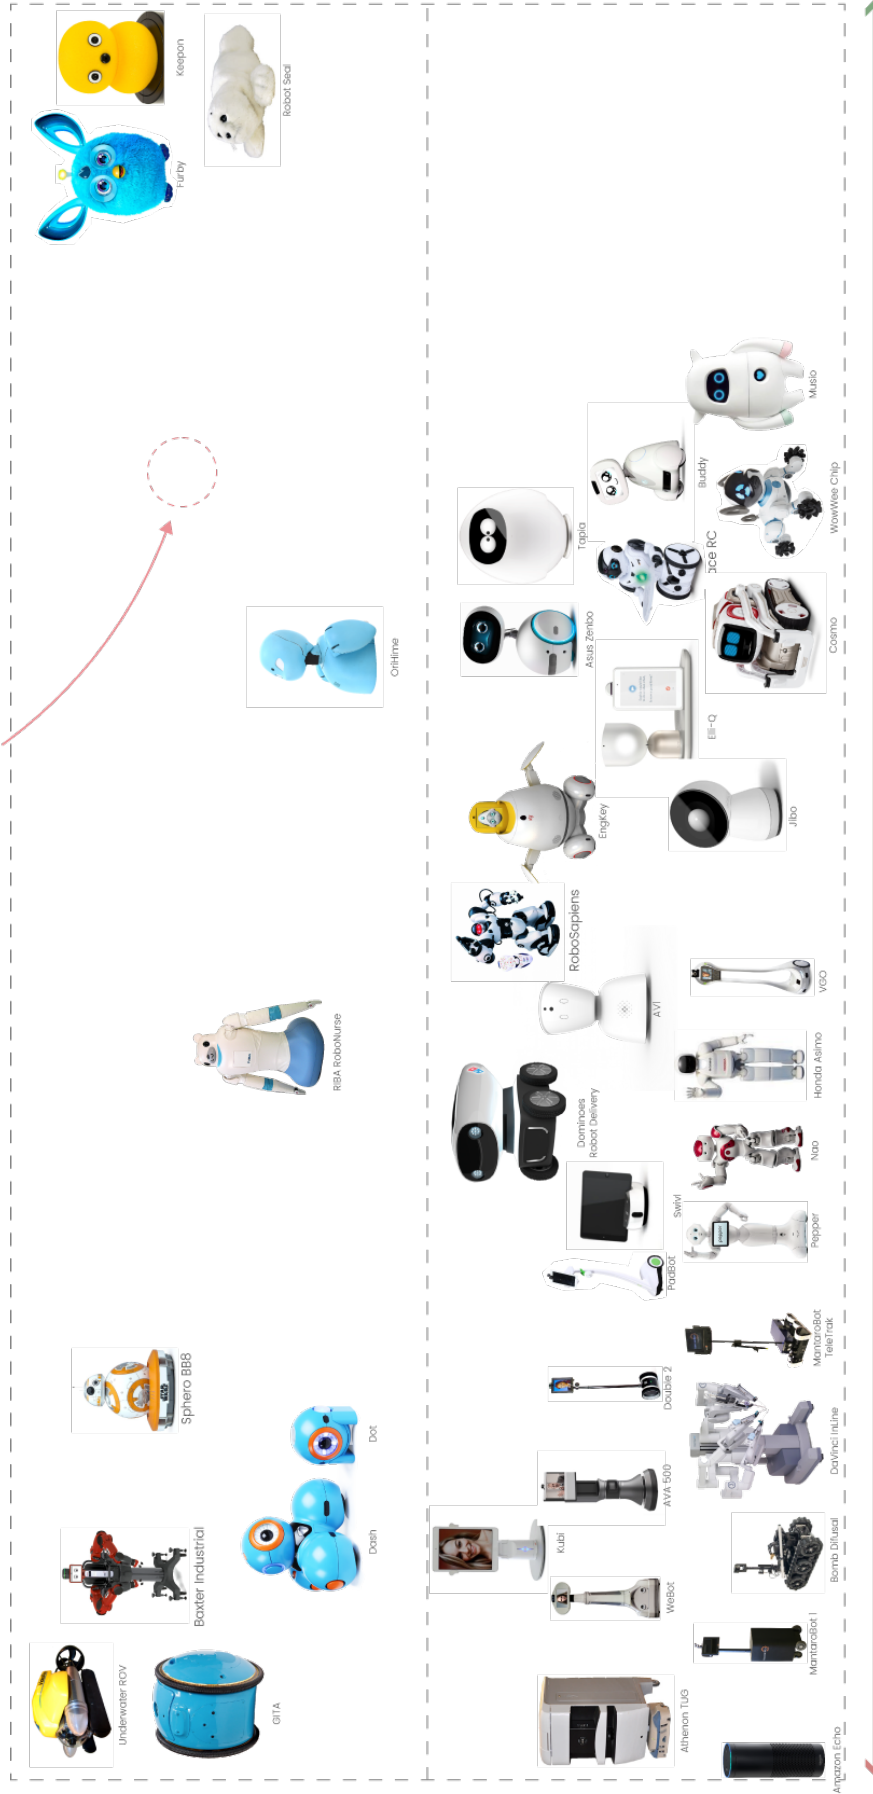 Underwater ROV
Baxter Industrial
Sphero BB8
Furby
Keepon
GITA
Dash
Dot
RIBA RoboNurse
OriHime
Robot Seal
Athenon TUG
WeBot
Kubi
AVA 500
Double 2
PadBot
Swivl
Dominoes
Robot Delivery
AVI
RoboSapiens
EngKey
Asus Zenbo
Tapia
Elli-Q
ace RC
Buddy
Amazon Echo
MantaroBot I
Bomb Difusal
DaVinci InLine
MantaroBot
TeleTrak
Pepper
Nao
Honda Asimo
VGO
Jibo
Cosmo
WowWee Chip
Musio